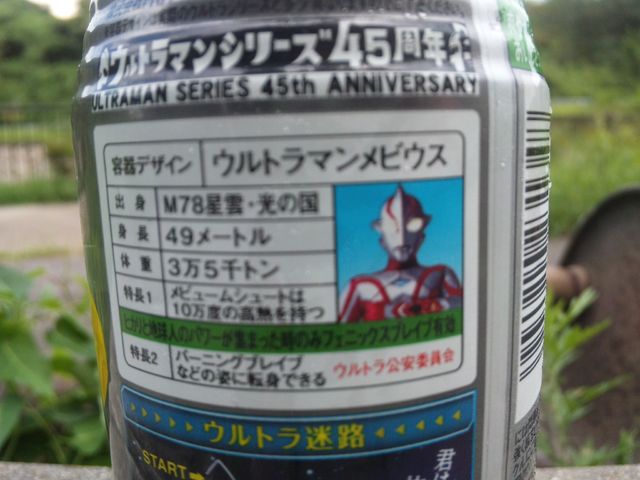 ウルトラマンシリーズ45周年
ULTRAMAN SERIES 45th ANNIVERSARY
容器デザイン ウルトラマンメビウス
出身 M78星雲・光の国
身長 49メートル
体重 3万5千トン
特長1 メビュームシュートは
10万度の高熱を持つ
ヒカリと地球人のパワーが集まった時のみフェニックスブレイブ有効
特長2 バーニングブレイブ
などの姿に転身できる
ウルトラ公安委員会
ウルトラ迷路
START
君は